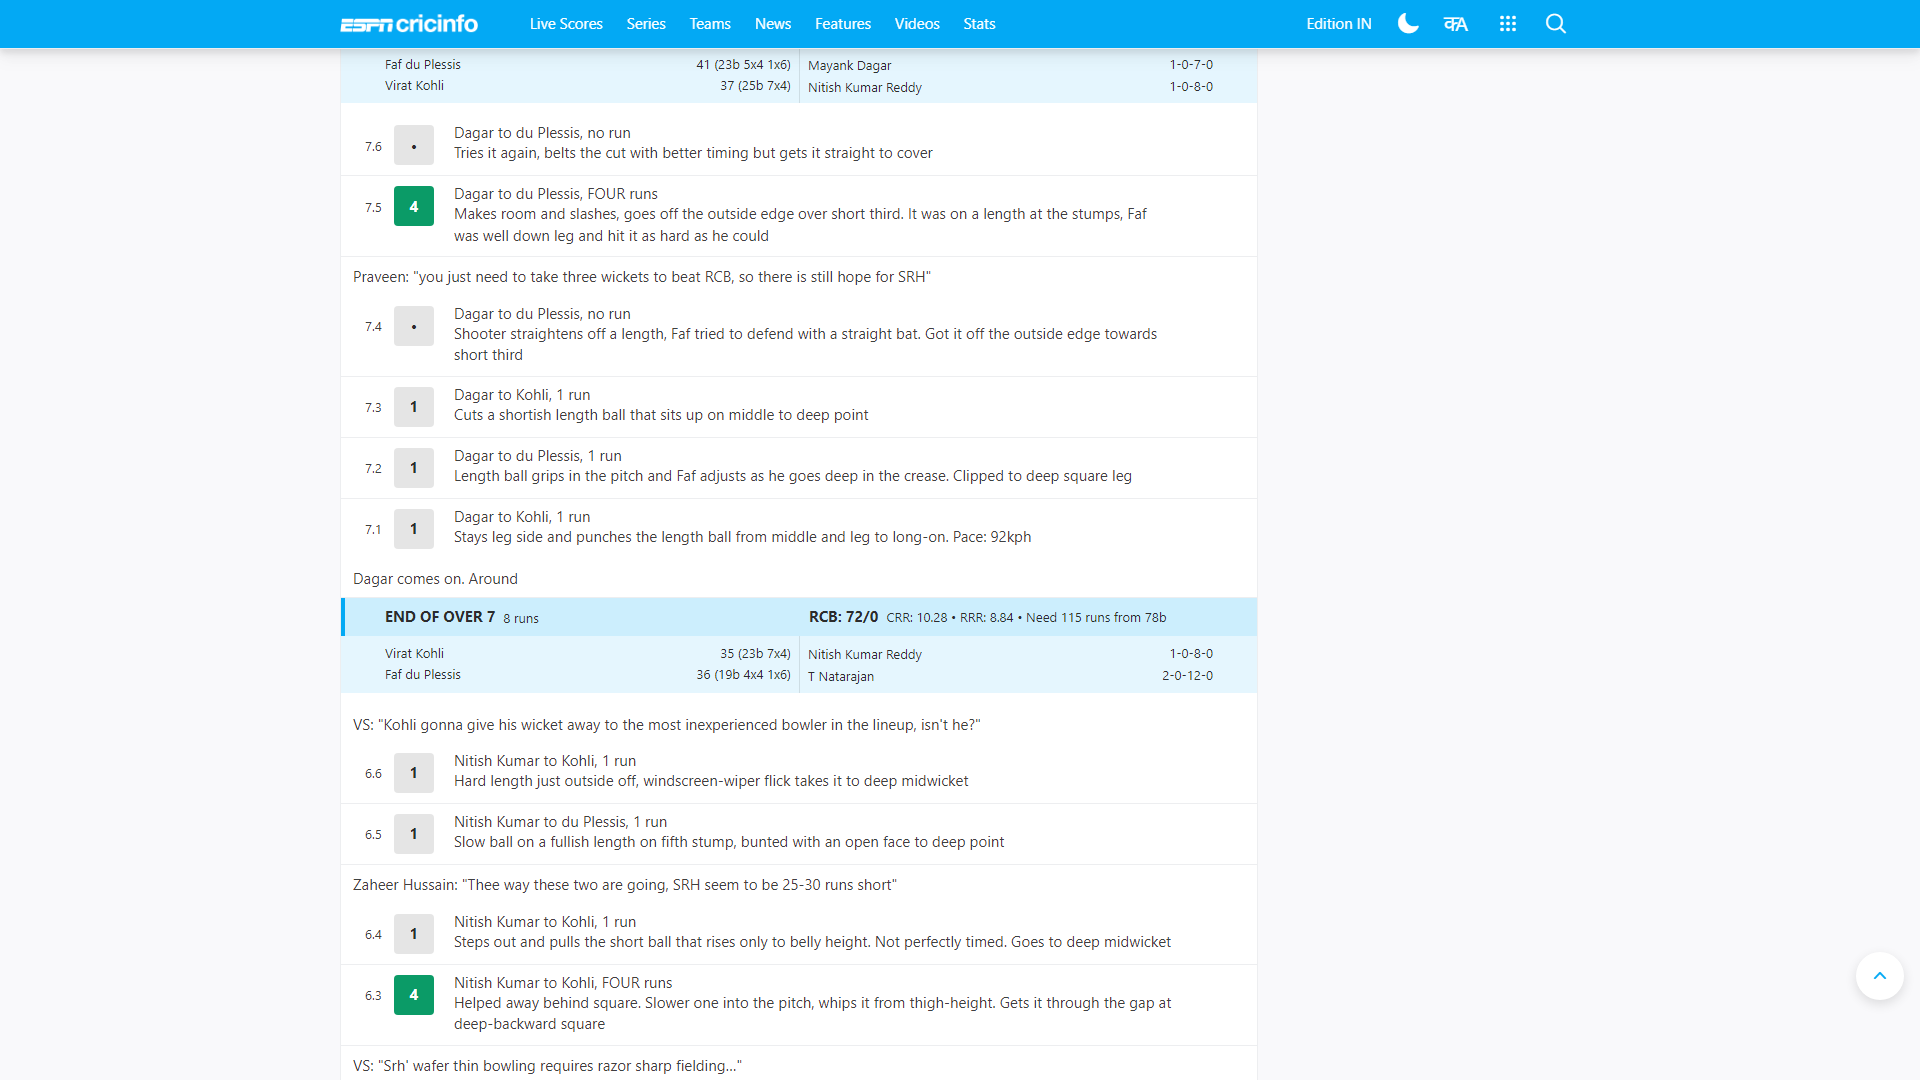 ESPN cricinfo Live Scores Series Teams News Features Videos Stats Edition IN कA
Faf du Plessis 41 (23b 5x4 1x6) Mayank Dagar 1-0-7-0
Virat Kohli 37 (25b 7x4) Nitish Kumar Reddy 1-0-8-0
Dagar to du Plessis, no run
7.6 •
Tries it again, belts the cut with better timing but gets it straight to cover
Dagar to du Plessis, FOUR runs
7.5 4
Makes room and slashes, goes off the outside edge over short third. It was on a length at the stumps, Faf
was well down leg and hit it as hard as he could
Praveen: "you just need to take three wickets to beat RCB, so there is still hope for SRH"
Dagar to du Plessis, no run
7.4 •
Shooter straightens off a length, Faf tried to defend with a straight bat. Got it off the outside edge towards
short third
Dagar to Kohli, 1 run
7.3 1
Cuts a shortish length ball that sits up on middle to deep point
Dagar to du Plessis, 1 run
7.2 1
Length ball grips in the pitch and Faf adjusts as he goes deep in the crease. Clipped to deep square leg
Dagar to Kohli, 1 run
7.1 1
Stays leg side and punches the length ball from middle and leg to long-on. Pace: 92kph
Dagar comes on. Around
END OF OVER 7 8 runs RCB: 72/0 CRR: 10.28 • RRR: 8.84 • Need 115 runs from 78b
Virat Kohli 35 (23b 7x4) Nitish Kumar Reddy 1-0-8-0
Faf du Plessis 36 (19b 4x4 1x6) T Natarajan 2-0-12-0
VS: "Kohli gonna give his wicket away to the most inexperienced bowler in the lineup, isn't he?"
Nitish Kumar to Kohli, 1 run
6.6 1
Hard length just outside off, windscreen-wiper flick takes it to deep midwicket
Nitish Kumar to du Plessis, 1 run
6.5 1
Slow ball on a fullish length on fifth stump, bunted with an open face to deep point
Zaheer Hussain: "Thee way these two are going, SRH seem to be 25-30 runs short"
Nitish Kumar to Kohli, 1 run
6.4 1
Steps out and pulls the short ball that rises only to belly height. Not perfectly timed. Goes to deep midwicket
Nitish Kumar to Kohli, FOUR runs
6.3 4
Helped away behind square. Slower one into the pitch, whips it from thigh-height. Gets it through the gap at
deep-backward square
VS: "Srh' wafer thin bowling requires razor sharp fielding..."